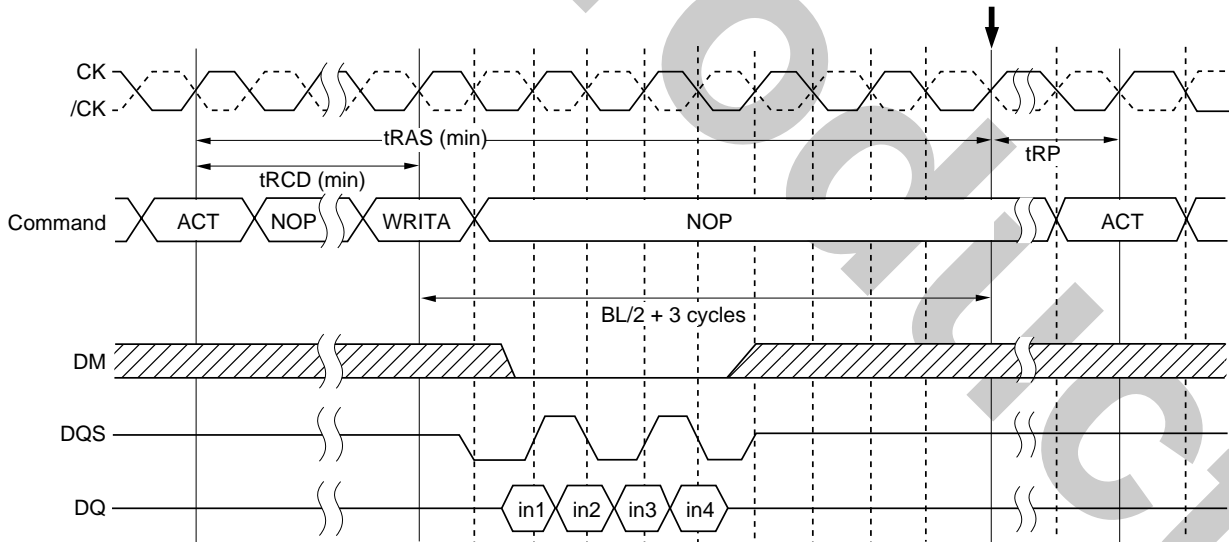 CK
/CK
tRAS (min)
tRP
tRCD (min)
Command ACT NOP WRITA NOP ACT
BL/2 + 3 cycles
DM
DQS
DQ in1 in2 in3 in4
oduct